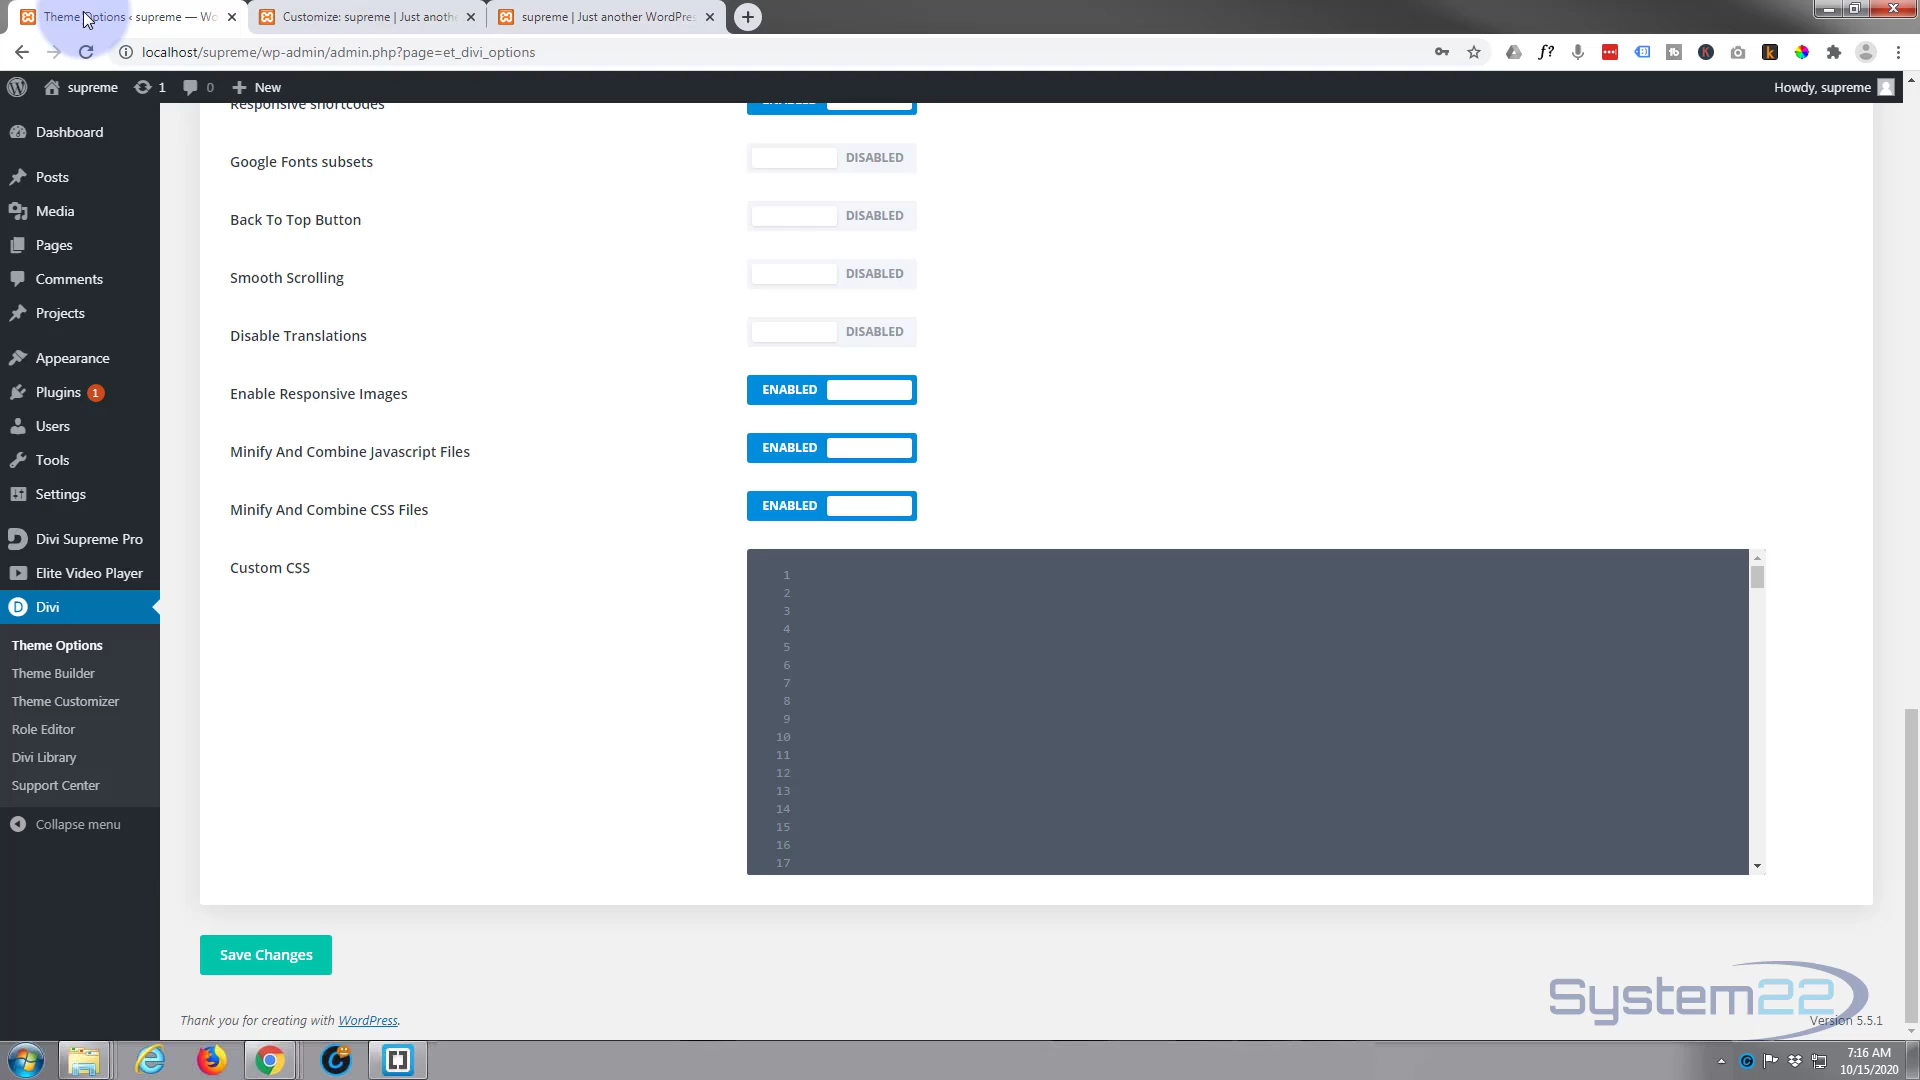 Theme Options ‹ supreme — Wo
Customize: supreme | Just anothe
supreme | Just another WordPres
localhost/supreme/wp-admin/admin.php?page=et_divi_options
supreme
1
0
New
Howdy, supreme
Dashboard
Posts
Media
Pages
Comments
Projects
Appearance
Plugins 1
Users
Tools
Settings
Divi Supreme Pro
Elite Video Player
Divi
Theme Options
Theme Builder
Theme Customizer
Role Editor
Divi Library
Support Center
Collapse menu
Responsive shortcodes
ENABLED
Google Fonts subsets
DISABLED
Back To Top Button
DISABLED
Smooth Scrolling
DISABLED
Disable Translations
DISABLED
Enable Responsive Images
ENABLED
Minify And Combine Javascript Files
ENABLED
Minify And Combine CSS Files
ENABLED
Custom CSS
1
2
3
4
5
6
7
8
9
10
11
12
13
14
15
16
17
Save Changes
Thank you for creating with WordPress.
System22
Version 5.5.1
7:16 AM
10/15/2020